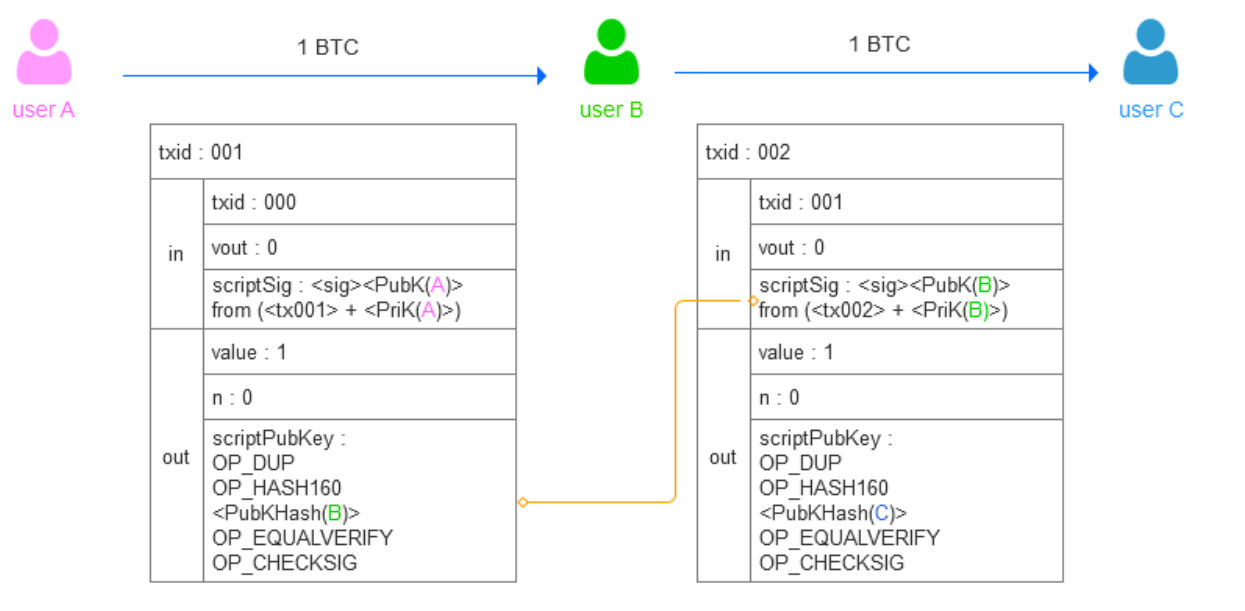 1 BTC
1 BTC
user A
user B
user C
txid : 001
in
txid : 000
vout : 0
scriptSig : <sig><PubK(A)>
from (<tx001> + <PriK(A)>)
out
value : 1
n : 0
scriptPubKey :
OP_DUP
OP_HASH160
<PubKHash(B)>
OP_EQUALVERIFY
OP_CHECKSIG
txid : 002
in
txid : 001
vout : 0
scriptSig : <sig><PubK(B)>
from (<tx002> + <PriK(B)>)
out
value : 1
n : 0
scriptPubKey :
OP_DUP
OP_HASH160
<PubKHash(C)>
OP_EQUALVERIFY
OP_CHECKSIG